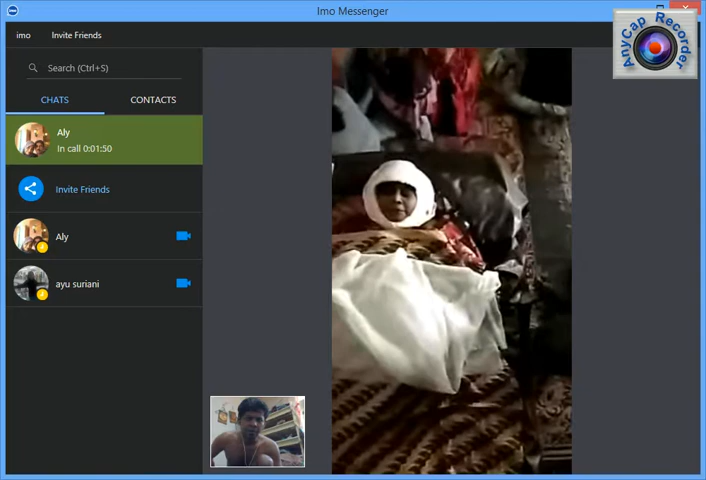 Imo Messenger
imo
Invite Friends
AnyCap Recorder
Search (Ctrl+S)
CHATS
CONTACTS
Aly
In call 0:01:50
Invite Friends
Aly
ayu suriani